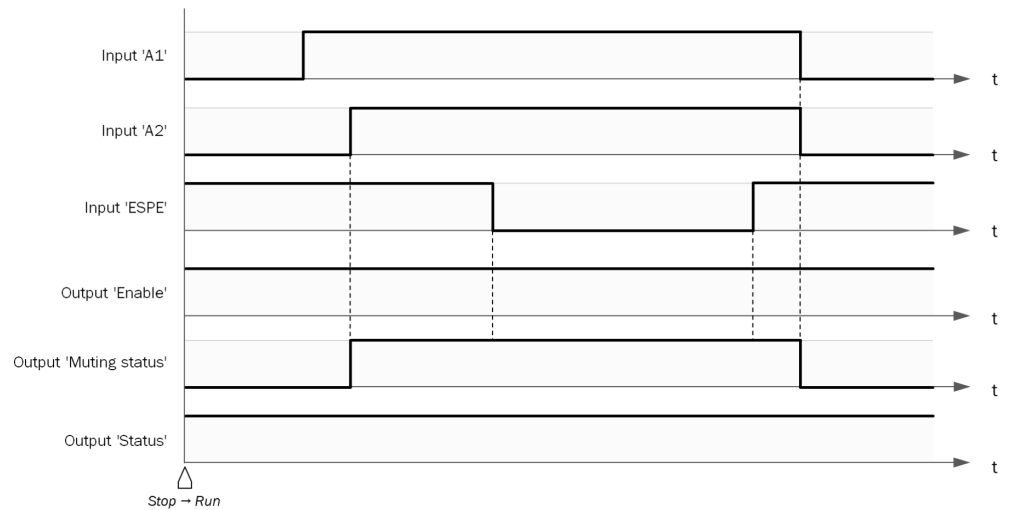 Input 'A1'
t
Input 'A2'
t
Input 'ESPE'
t
Output 'Enable'
t
Output 'Muting status'
t
Output 'Status'
t
Stop → Run